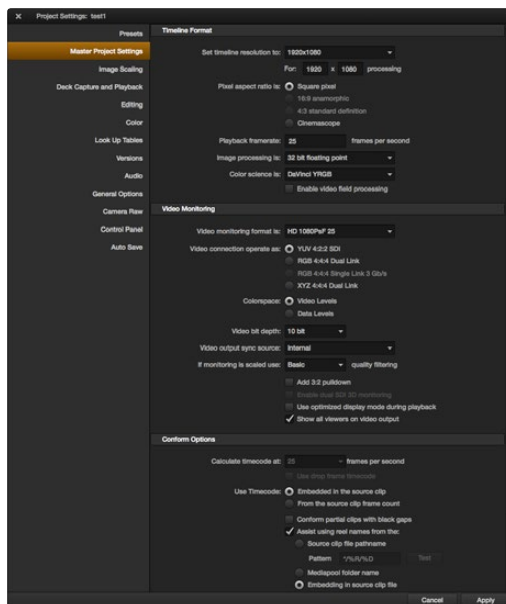 Project Settings: test1
Presets
Master Project Settings
Image Scaling
Deck Capture and Playback
Editing
Color
Look Up Tables
Versions
Audio
General Options
Camera Raw
Control Panel
Auto Save
Timeline Format
Set timeline resolution to: 1920x1080
For: 1920 x 1080 processing
Pixel aspect ratio is: Square pixel
16:9 anamorphic
4:3 standard definition
Cinemascope
Playback framerate: 25 frames per second
Image processing is: 32 bit floating point
Color science is: DaVinci YRGB
Enable video field processing
Video Monitoring
Video monitoring format is: HD 1080PsF 25
Video connection operate as: YUV 4:2:2 SDI
RGB 4:4:4 Dual Link
RGB 4:4:4 Single Link 3 Gb/s
XYZ 4:4:4 Dual Link
Colorspace: Video Levels
Data Levels
Video bit depth: 10 bit
Video output sync source: Internal
If monitoring is scaled use: Basic quality filtering
Add 3:2 pulldown
Enable dual SDI 3D monitoring
Use optimized display mode during playback
Show all viewers on video output
Conform Options
Calculate timecode at: 25 frames per second
Use drop frame timecode
Use Timecode: Embedded in the source clip
From the source clip frame count
Conform partial clips with black gaps
Assist using reel names from the:
Source clip file pathname
Pattern */%R/%D Test
Mediapool folder name
Embedding in source clip file
Cancel Apply